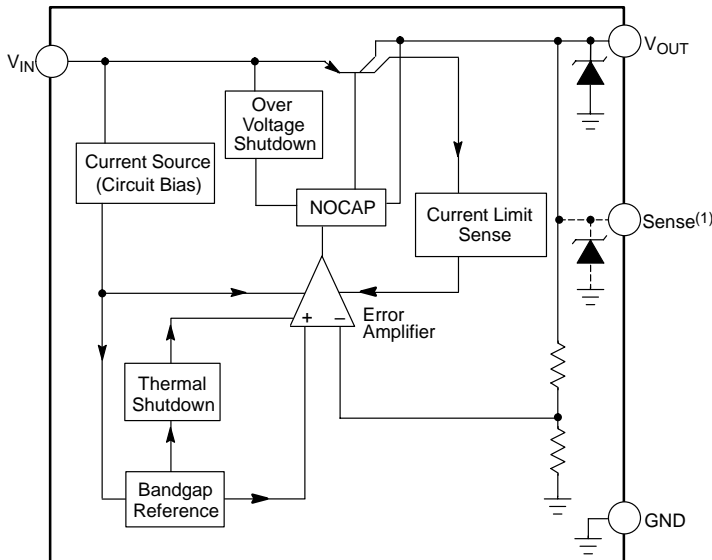 V_IN
V_OUT
Over
Voltage
Shutdown
Current Source
(Circuit Bias)
NOCAP
Current Limit
Sense
Sense(1)
+
−
Error
Amplifier
Thermal
Shutdown
Bandgap
Reference
GND